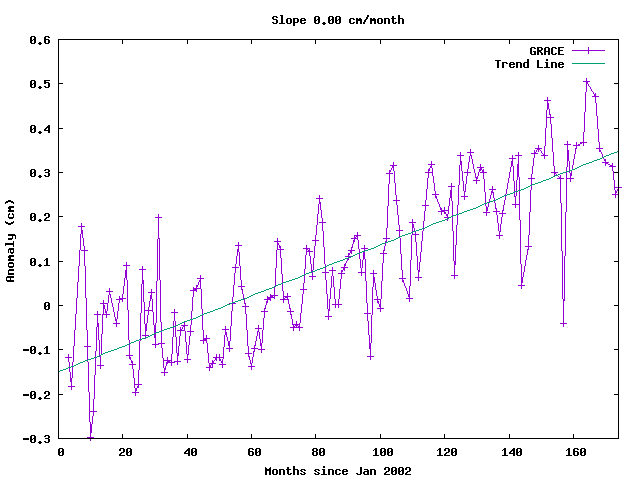 Slope 0.00 cm/month
GRACE
Trend Line
0.6
0.5
0.4
0.3
0.2
0.1
0
-0.1
-0.2
-0.3
Anomaly (cm)
0 20 40 60 80 100 120 140 160
Months since Jan 2002